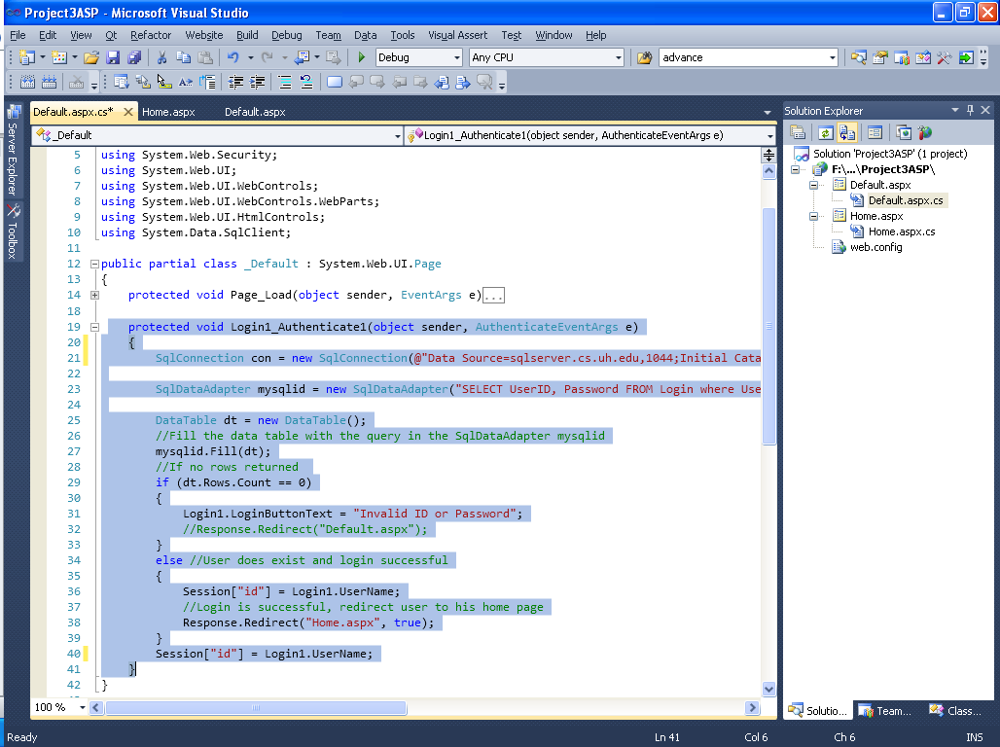 Project3ASP - Microsoft Visual Studio
File Edit View Qt Refactor Website Build Debug Team Data Tools Visual Assert Test Window Help
Debug Any CPU advance
Server Explorer
Toolbox
Default.aspx.cs* Home.aspx Default.aspx
_Default Login1_Authenticate1(object sender, AuthenticateEventArgs e)
5 using System.Web.Security;
6 using System.Web.UI;
7 using System.Web.UI.WebControls;
8 using System.Web.UI.WebControls.WebParts;
9 using System.Web.UI.HtmlControls;
10 using System.Data.SqlClient;
11
12 public partial class _Default : System.Web.UI.Page
13 {
14 protected void Page_Load(object sender, EventArgs e)...
18
19 protected void Login1_Authenticate1(object sender, AuthenticateEventArgs e)
20 {
21 SqlConnection con = new SqlConnection(@"Data Source=sqlserver.cs.uh.edu,1044;Initial Cata
22
23 SqlDataAdapter mysqlid = new SqlDataAdapter("SELECT UserID, Password FROM Login where Use
24
25 DataTable dt = new DataTable();
26 //Fill the data table with the query in the SqlDataAdapter mysqlid
27 mysqlid.Fill(dt);
28 //If no rows returned
29 if (dt.Rows.Count == 0)
30 {
31 Login1.LoginButtonText = "Invalid ID or Password";
32 //Response.Redirect("Default.aspx");
33 }
34 else //User does exist and login successful
35 {
36 Session["id"] = Login1.UserName;
37 //Login is successful, redirect user to his home page
38 Response.Redirect("Home.aspx", true);
39 }
40 Session["id"] = Login1.UserName;
41 }
42 }
100 %
Solution Explorer
Solution 'Project3ASP' (1 project)
F:\...\Project3ASP\
Default.aspx
Default.aspx.cs
Home.aspx
Home.aspx.cs
web.config
Solutio... Team... Class...
Ready Ln 41 Col 6 Ch 6 INS